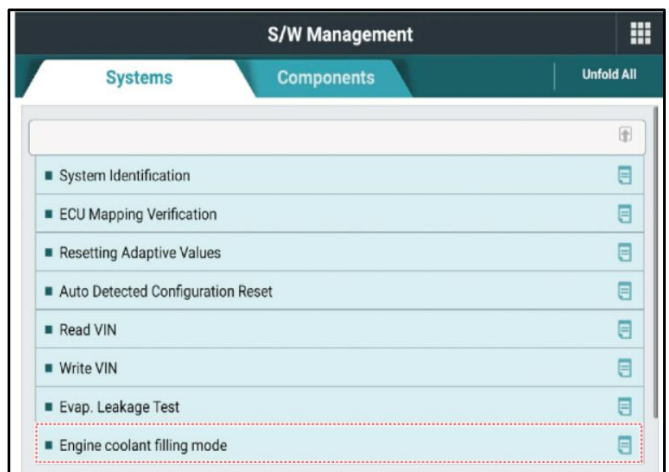 S/W Management
Systems
Components
Unfold All
System Identification
ECU Mapping Verification
Resetting Adaptive Values
Auto Detected Configuration Reset
Read VIN
Write VIN
Evap. Leakage Test
Engine coolant filling mode